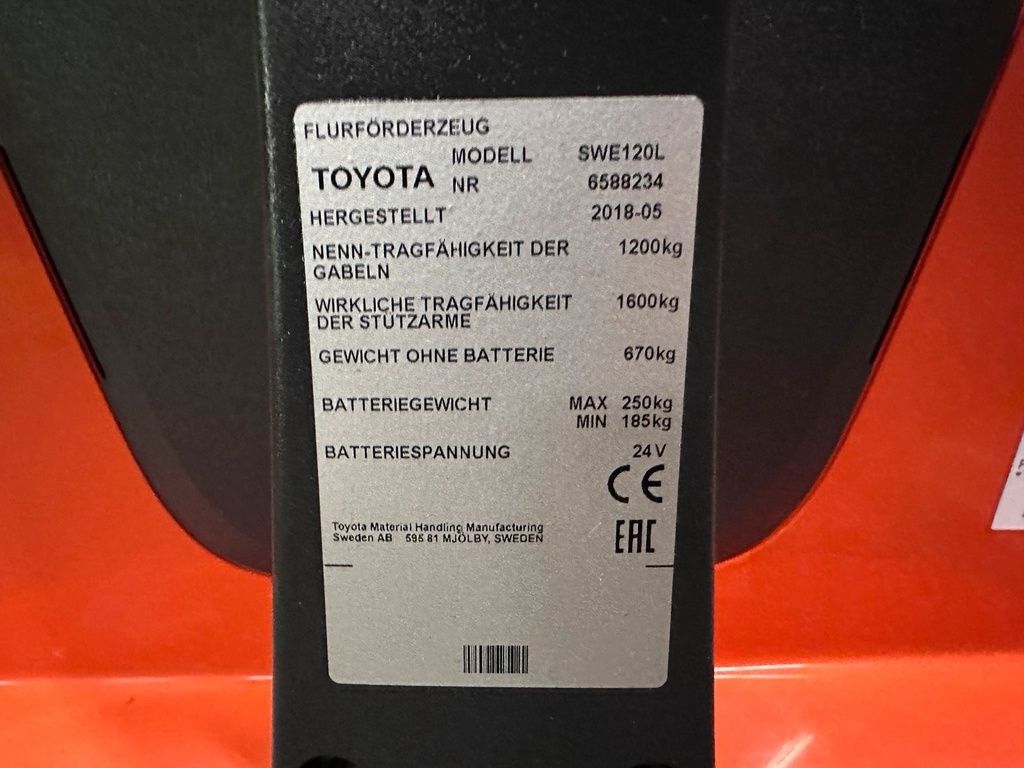 FLURFÖRDERZEUG
MODELL SWE120L
TOYOTA
NR 6588234
HERGESTELLT 2018-05
NENN-TRAGFÄHIGKEIT DER 1200kg
GABELN
WIRKLICHE TRAGFÄHIGKEIT 1600kg
DER STÜTZARME
GEWICHT OHNE BATTERIE 670kg
BATTERIEGEWICHT MAX 250kg
MIN 185kg
BATTERIESPANNUNG 24V
CE
Toyota Material Handling Manufacturing
Sweden AB 595 81 MJÖLBY, SWEDEN
EAC